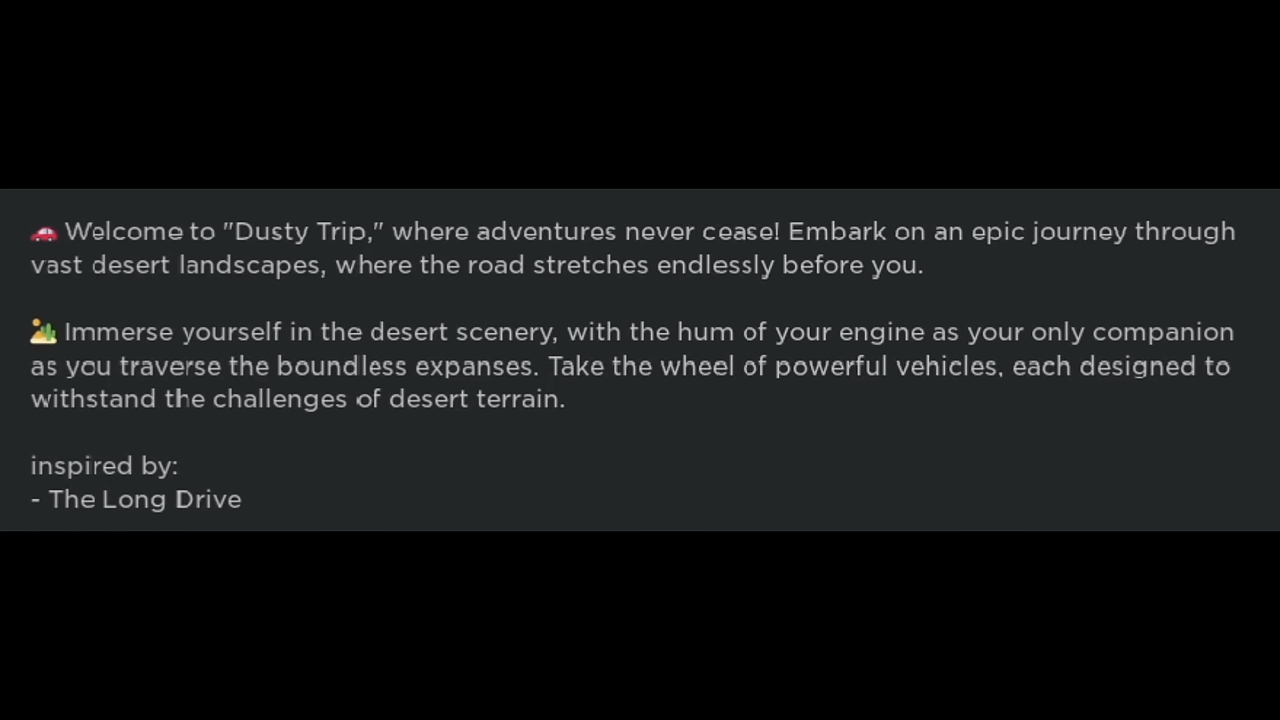 🚗 Welcome to "Dusty Trip," where adventures never cease! Embark on an epic journey through
vast desert landscapes, where the road stretches endlessly before you.
🏜️ Immerse yourself in the desert scenery, with the hum of your engine as your only companion
as you traverse the boundless expanses. Take the wheel of powerful vehicles, each designed to
withstand the challenges of desert terrain.
inspired by:
- The Long Drive